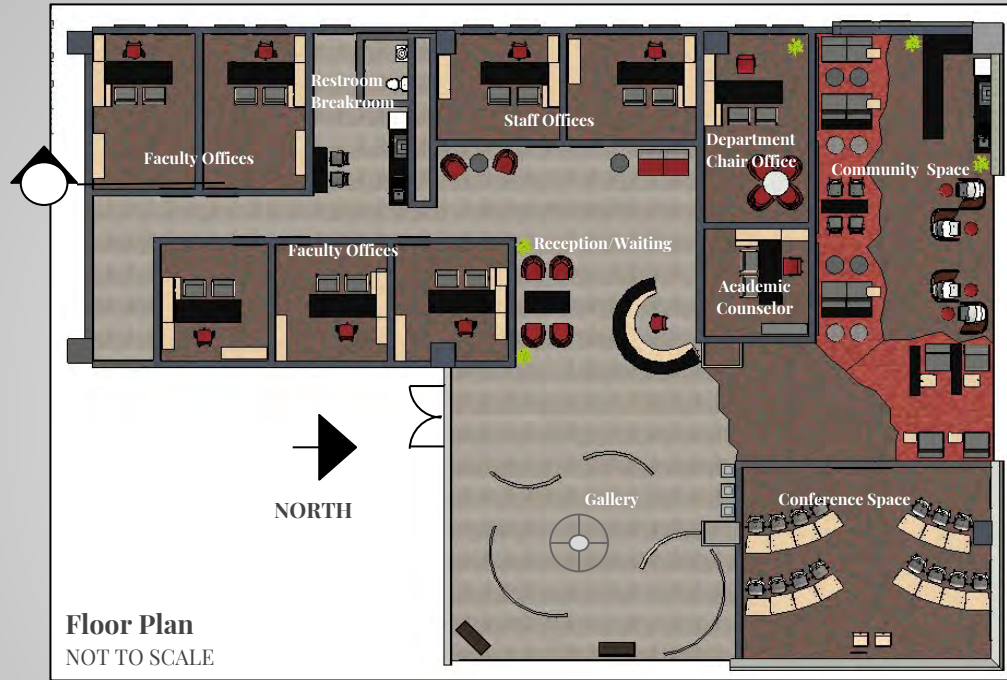 Restroom
Breakroom
Faculty Offices
Staff Offices
Department
Chair Office
Community Space
Faculty Offices
Reception/Waiting
Academic
Counselor
NORTH
Gallery
Conference Space
Floor Plan
NOT TO SCALE